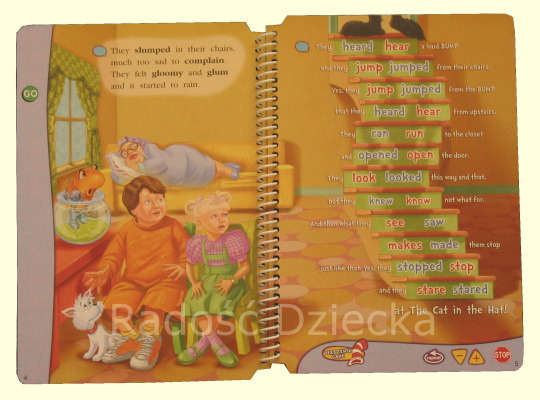 GO
They slumped in their chairs,
much too sad to complain.
They felt gloomy and glum
and it started to rain.
4
They heard hear a loud BUMP
and they jump jumped from their chairs.
Yes, they jump jumped from the BUMP
that they heard hear from upstairs.
They ran run to the closet
and opened open the door.
They look looked this way and that,
but they knew know not what for.
And then what they see saw
makes made them stop
just like that. Yes, they stopped stop
and they stare stared
at The Cat in the Hat!
repeat
STOP
5
Radość Dziecka